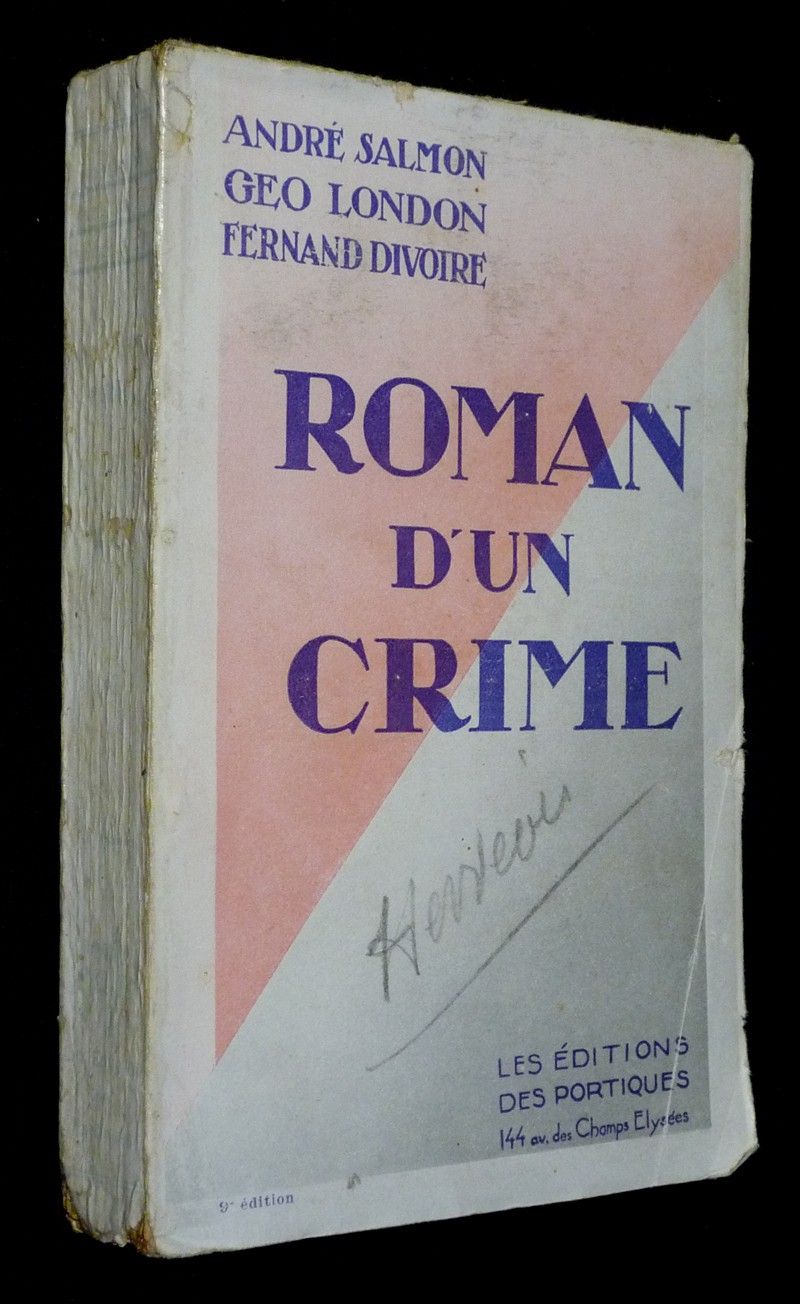 ANDRÉ SALMON
GEO LONDON
FERNAND DIVOIRE
ROMAN
D'UN
CRIME
LES ÉDITIONS
DES PORTIQUES
144 av. des Champs Elysées
9e édition